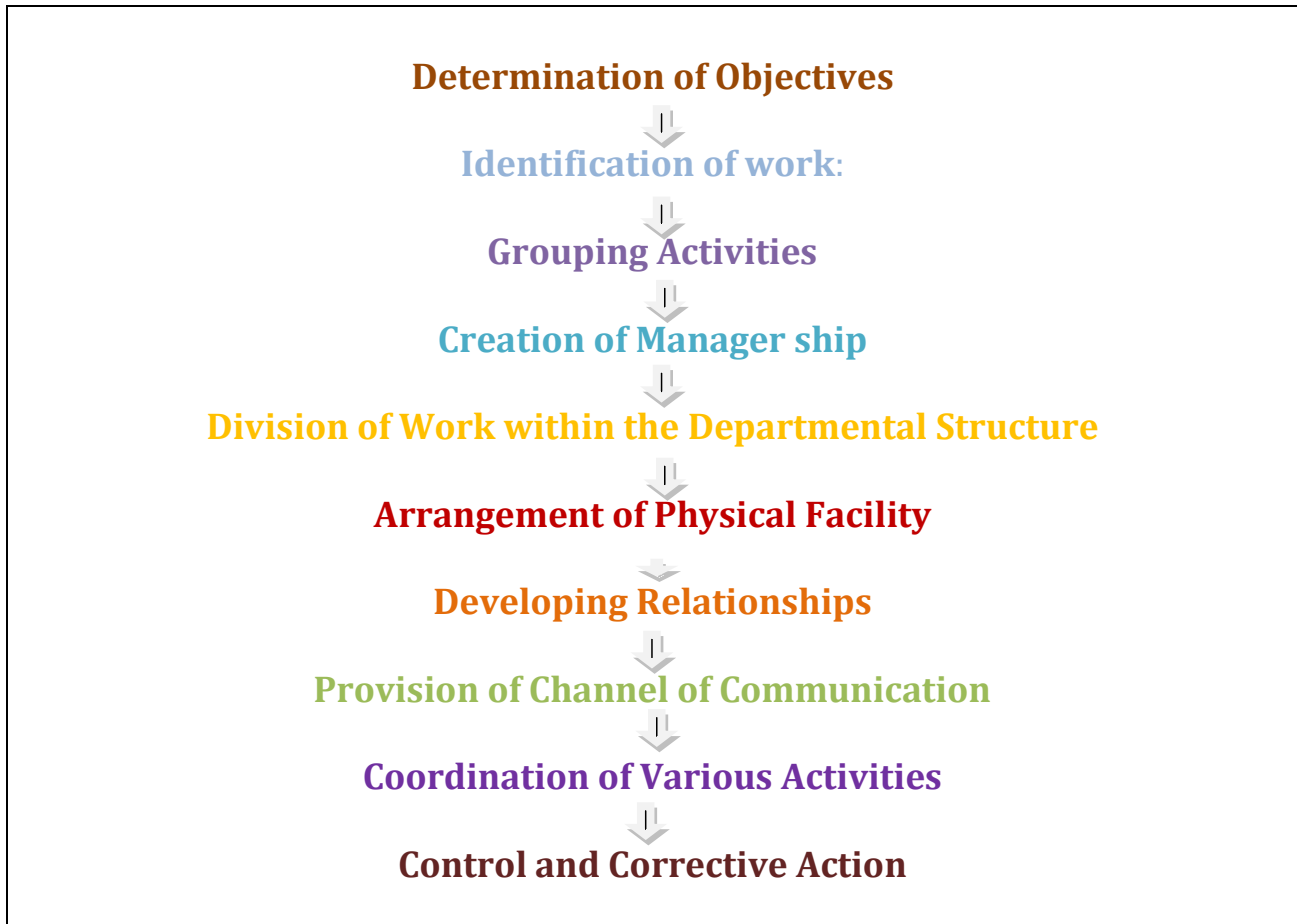 Determination of Objectives
Identification of work:
Grouping Activities
Creation of Manager ship
Division of Work within the Departmental Structure
Arrangement of Physical Facility
Developing Relationships
Provision of Channel of Communication
Coordination of Various Activities
Control and Corrective Action